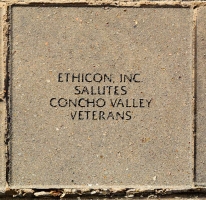 ETHICON, INC.
SALUTES
CONCHO VALLEY
VETERANS